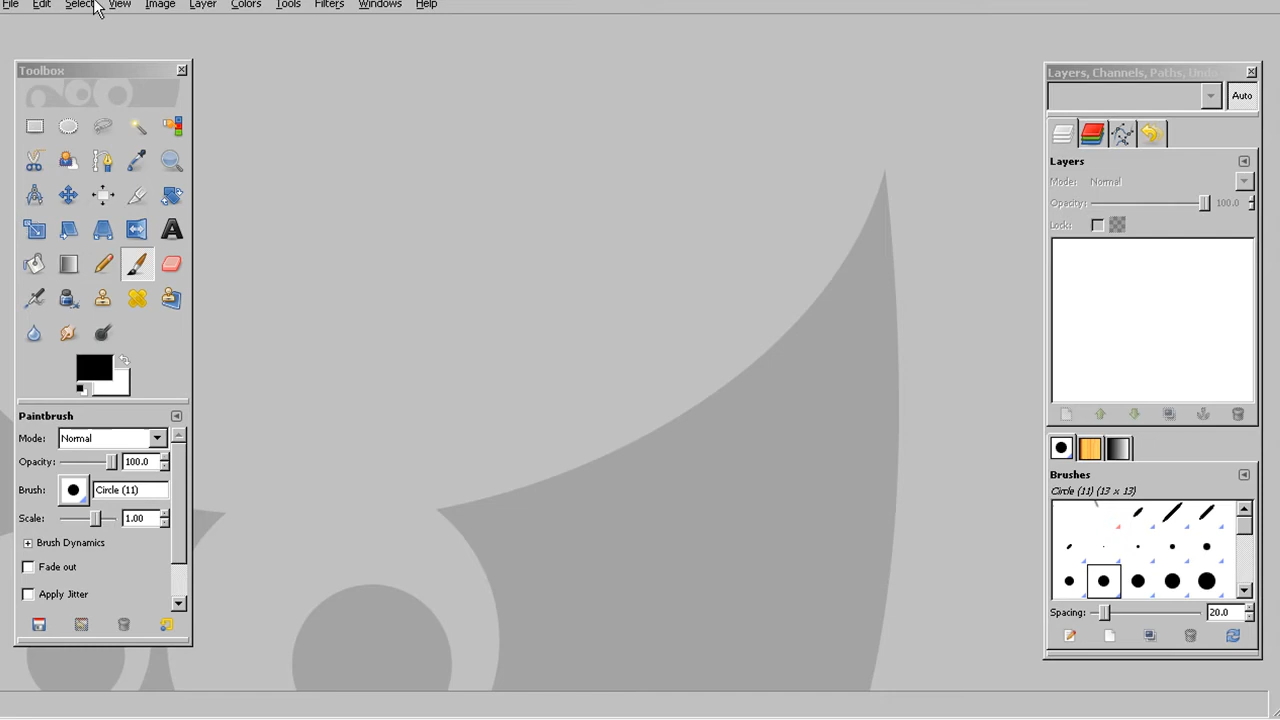 File Edit Select View Image Layer Colors Tools Filters Windows Help
Toolbox
Paintbrush
Mode: Normal
Opacity: 100.0
Brush: Circle (11)
Scale: 1.00
Brush Dynamics
Fade out
Apply Jitter
Layers, Channels, Paths, Undo
Auto
Layers
Mode: Normal
Opacity: 100.0
Lock:
Brushes
Circle (11) (13 x 13)
Spacing: 20.0